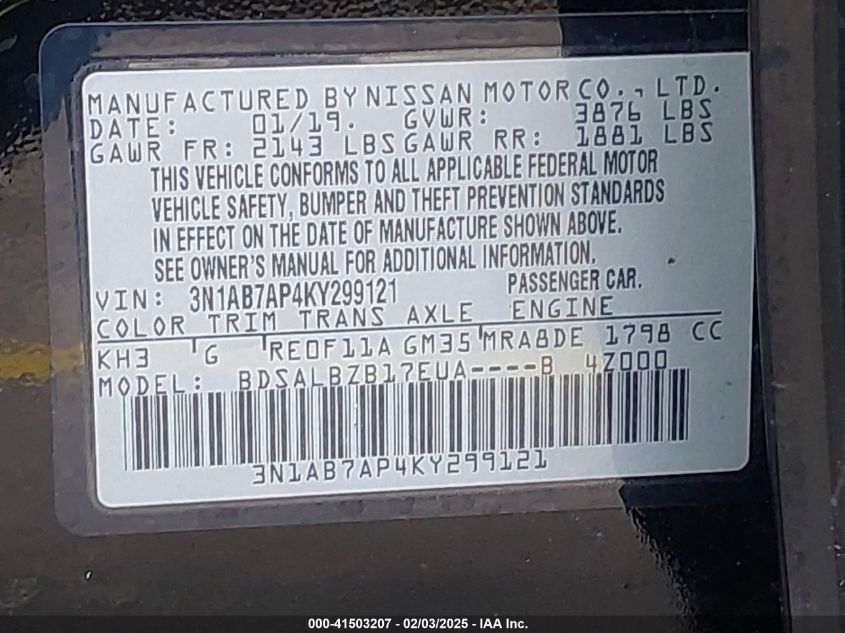 MANUFACTURED BY NISSAN MOTOR CO., LTD.
DATE: 01/19. GVWR: 3876 LBS
GAWR FR: 2143 LBS GAWR RR: 1881 LBS
THIS VEHICLE CONFORMS TO ALL APPLICABLE FEDERAL MOTOR
VEHICLE SAFETY, BUMPER AND THEFT PREVENTION STANDARDS
IN EFFECT ON THE DATE OF MANUFACTURE SHOWN ABOVE.
SEE OWNER'S MANUAL FOR ADDITIONAL INFORMATION.
VIN: 3N1AB7AP4KY299121 PASSENGER CAR.
COLOR TRIM TRANS AXLE ENGINE
KH3 G RE0F11A GM35 MRA8DE 1798 CC
MODEL: BDSALBZB17EUA----B 4Z000
3N1AB7AP4KY299121
000-41503207 - 02/03/2025 - IAA Inc.